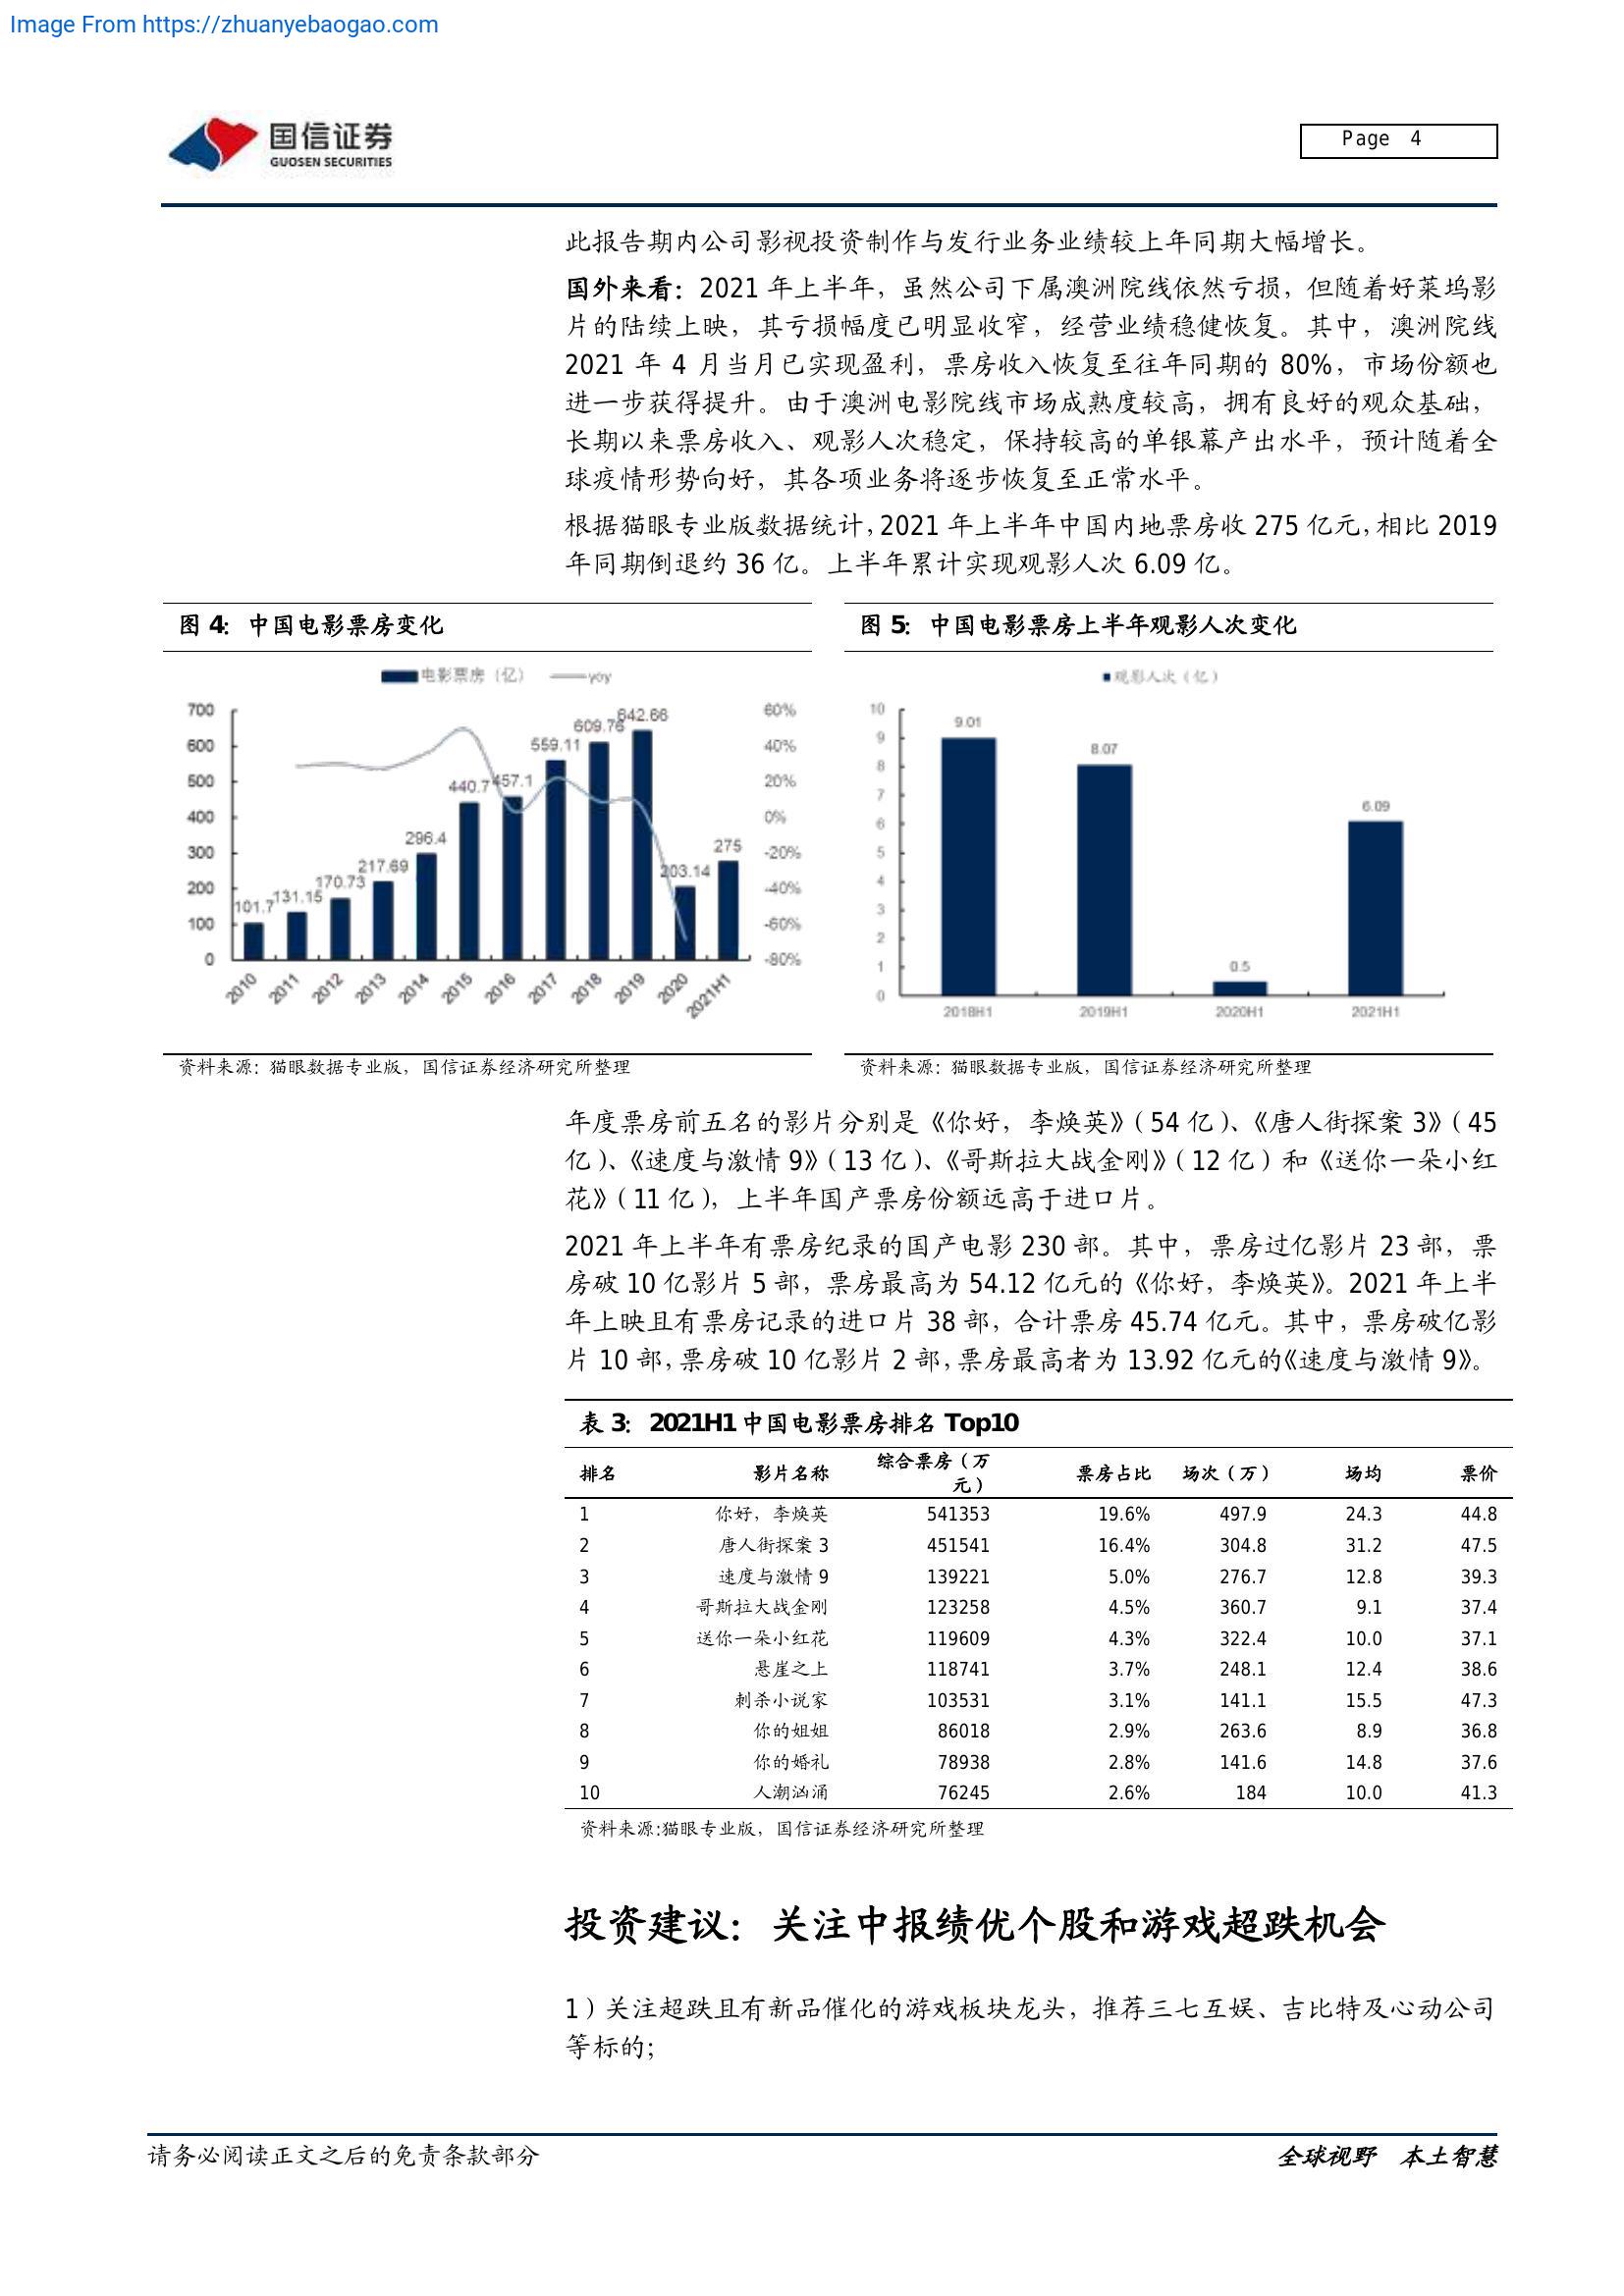 Image From https://zhuanyebaogao.com
国信证券
GUOSEN SECURITIES
Page 4
此报告期内公司影视投资制作与发行业务业绩较上年同期大幅增长。
国外来看：2021 年上半年，虽然公司下属澳洲院线依然亏损，但随着好莱坞影
片的陆续上映，其亏损幅度已明显收窄，经营业绩稳健恢复。其中，澳洲院线
2021 年 4 月当月已实现盈利，票房收入恢复至往年同期的 80%，市场份额也
进一步获得提升。由于澳洲电影院线市场成熟度较高，拥有良好的观众基础，
长期以来票房收入、观影人次稳定，保持较高的单银幕产出水平，预计随着全
球疫情形势向好，其各项业务将逐步恢复至正常水平。
根据猫眼专业版数据统计，2021 年上半年中国内地票房收 275 亿元，相比 2019
年同期倒退约 36 亿。上半年累计实现观影人次 6.09 亿。
图 4：中国电影票房变化
电影票房（亿） yoy
700 600 500 400 300 200 100 0
101.7 131.15 170.73 217.69 296.4 440.7 457.1 559.11 609.76 642.66 203.14 275
60% 40% 20% 0% -20% -40% -60% -80%
2010 2011 2012 2013 2014 2015 2016 2017 2018 2019 2020 2021H1
资料来源：猫眼数据专业版，国信证券经济研究所整理
图 5：中国电影票房上半年观影人次变化
观影人次（亿）
10 9 8 7 6 5 4 3 2 1 0
9.01 8.07 0.5 6.09
2018H1 2019H1 2020H1 2021H1
资料来源：猫眼数据专业版，国信证券经济研究所整理
年度票房前五名的影片分别是《你好，李焕英》（54 亿）、《唐人街探案 3》（45
亿）、《速度与激情 9》（13 亿）、《哥斯拉大战金刚》（12 亿）和《送你一朵小红
花》（11 亿），上半年国产票房份额远高于进口片。
2021 年上半年有票房纪录的国产电影 230 部。其中，票房过亿影片 23 部，票
房破 10 亿影片 5 部，票房最高为 54.12 亿元的《你好，李焕英》。2021 年上半
年上映且有票房记录的进口片 38 部，合计票房 45.74 亿元。其中，票房破亿影
片 10 部，票房破 10 亿影片 2 部，票房最高者为 13.92 亿元的《速度与激情 9》。
表 3：2021H1 中国电影票房排名 Top10
排名 影片名称 综合票房（万元） 票房占比 场次（万） 场均 票价
1 你好，李焕英 541353 19.6% 497.9 24.3 44.8
2 唐人街探案 3 451541 16.4% 304.8 31.2 47.5
3 速度与激情 9 139221 5.0% 276.7 12.8 39.3
4 哥斯拉大战金刚 123258 4.5% 360.7 9.1 37.4
5 送你一朵小红花 119609 4.3% 322.4 10.0 37.1
6 悬崖之上 118741 3.7% 248.1 12.4 38.6
7 刺杀小说家 103531 3.1% 141.1 15.5 47.3
8 你的姐姐 86018 2.9% 263.6 8.9 36.8
9 你的婚礼 78938 2.8% 141.6 14.8 37.6
10 人潮汹涌 76245 2.6% 184 10.0 41.3
资料来源:猫眼专业版，国信证券经济研究所整理
投资建议：关注中报绩优个股和游戏超跌机会
1）关注超跌且有新品催化的游戏板块龙头，推荐三七互娱、吉比特及心动公司
等标的；
请务必阅读正文之后的免责条款部分
全球视野 本土智慧